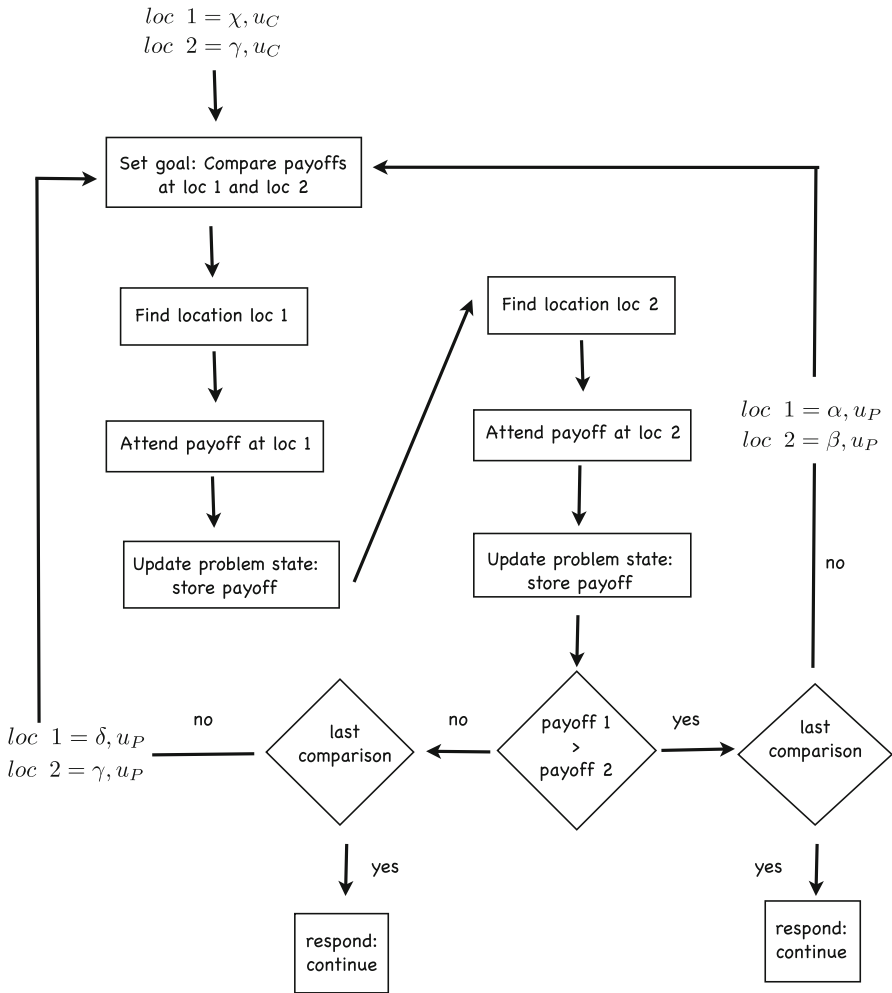 loc 1 = χ, u_C
loc 2 = γ, u_C
Set goal: Compare payoffs
at loc 1 and loc 2
Find location loc 1
Attend payoff at loc 1
Update problem state:
store payoff
Find location loc 2
Attend payoff at loc 2
Update problem state:
store payoff
payoff 1
>
payoff 2
no
last
comparison
no
loc 1 = δ, u_P
loc 2 = γ, u_P
yes
respond:
continue
yes
last
comparison
no
loc 1 = α, u_P
loc 2 = β, u_P
yes
respond:
continue